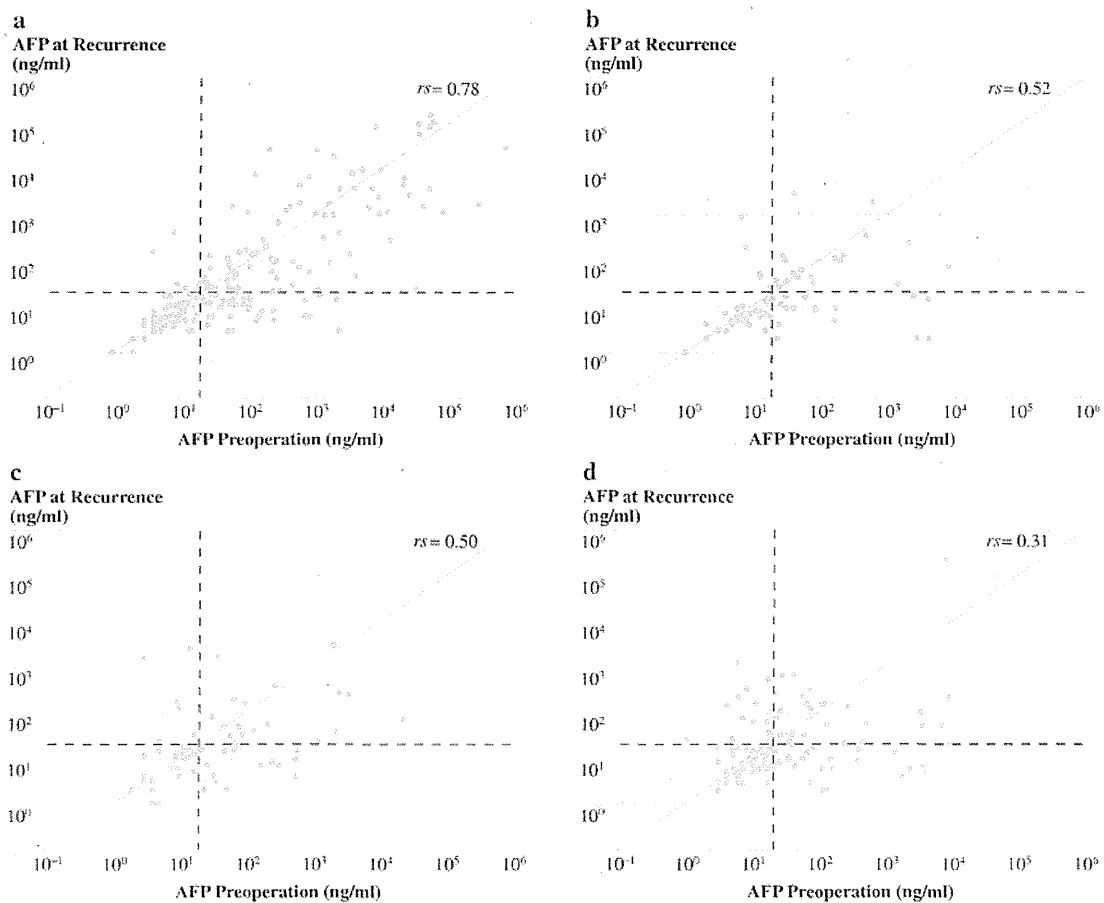 a
AFP at Recurrence
(ng/ml)
rs= 0.78
10⁶
10⁵
10⁴
10³
10²
10¹
10⁰
10⁻¹ 10⁰ 10¹ 10² 10³ 10⁴ 10⁵ 10⁶
AFP Preoperation (ng/ml)
b
AFP at Recurrence
(ng/ml)
rs= 0.52
10⁶
10⁵
10⁴
10³
10²
10¹
10⁰
10⁻¹ 10⁰ 10¹ 10² 10³ 10⁴ 10⁵ 10⁶
AFP Preoperation (ng/ml)
c
AFP at Recurrence
(ng/ml)
rs= 0.50
10⁶
10⁵
10⁴
10³
10²
10¹
10⁰
10⁻¹ 10⁰ 10¹ 10² 10³ 10⁴ 10⁵ 10⁶
AFP Preoperation (ng/ml)
d
AFP at Recurrence
(ng/ml)
rs= 0.31
10⁶
10⁵
10⁴
10³
10²
10¹
10⁰
10⁻¹ 10⁰ 10¹ 10² 10³ 10⁴ 10⁵ 10⁶
AFP Preoperation (ng/ml)